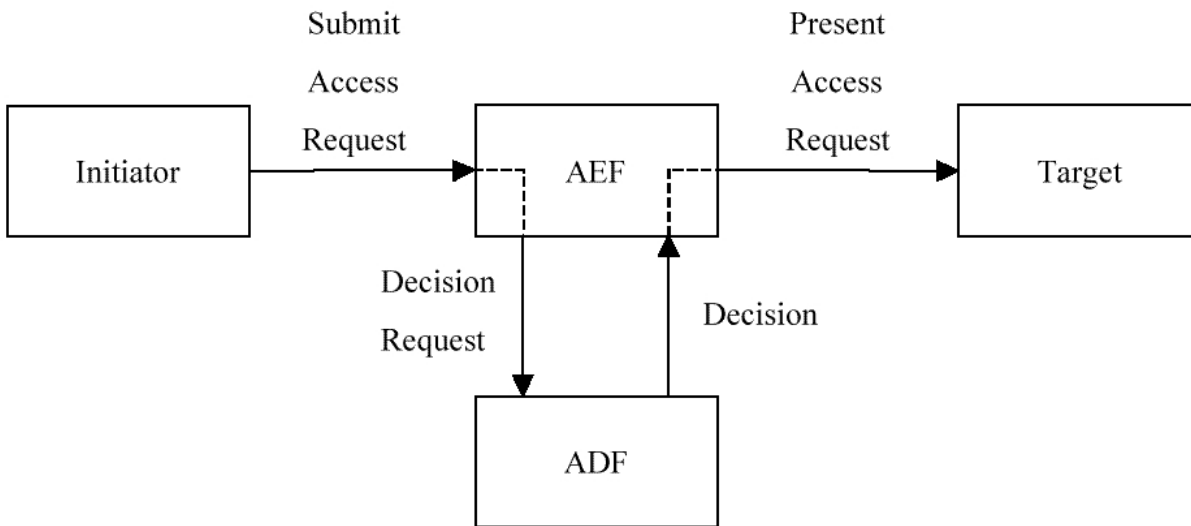 Submit
Access
Request
Present
Access
Request
Initiator
AEF
Target
Decision
Request
Decision
ADF